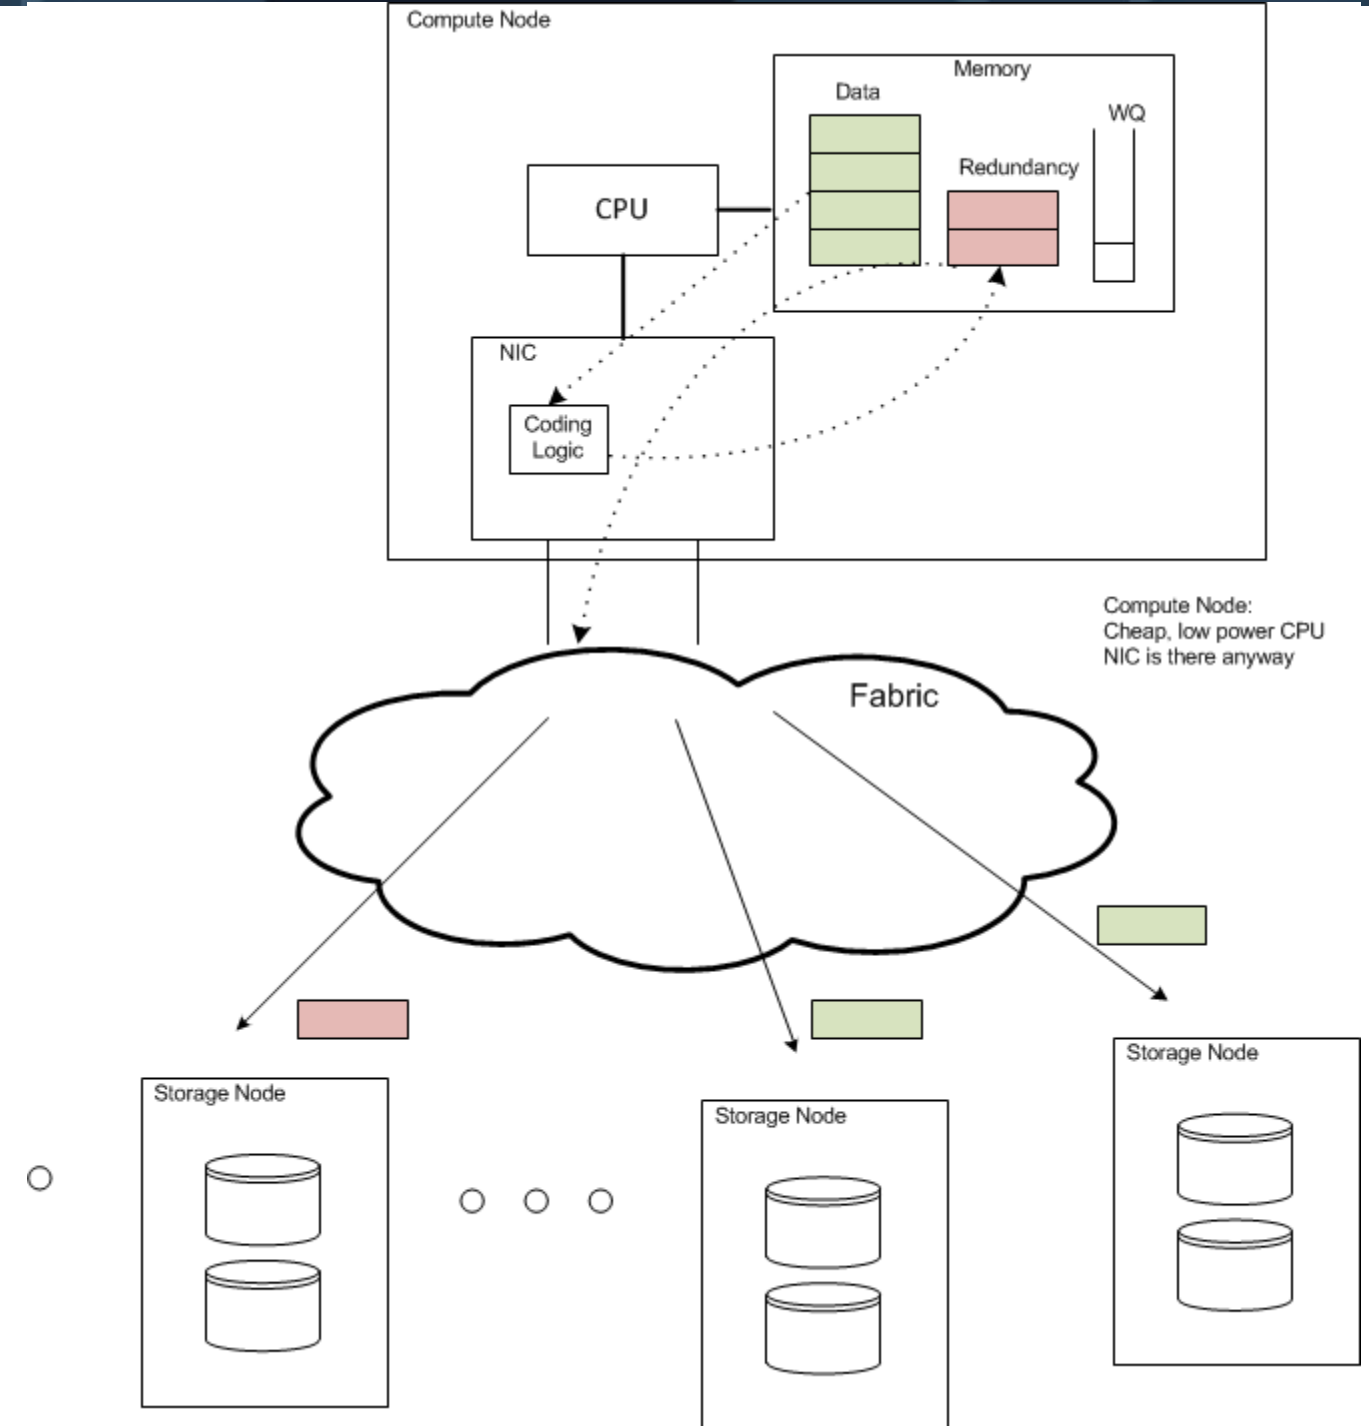 Compute Node
Memory
Data
WQ
Redundancy
CPU
NIC
Coding
Logic
Compute Node:
Cheap, low power CPU
NIC is there anyway
Fabric
Storage Node
Storage Node
Storage Node